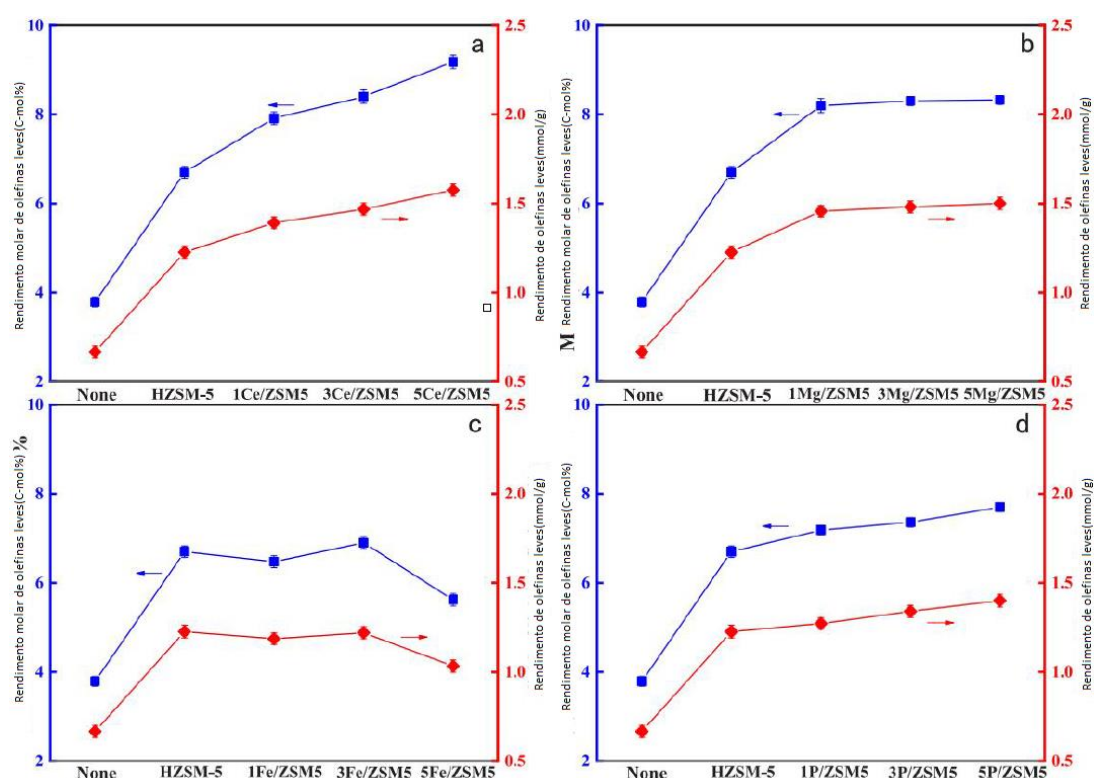 a
10
8
6
4
2
Rendimento molar de olefinas leves(C-mol%)
2.5
2.0
1.5
1.0
0.5
Rendimento de olefinas leves(mmol/g)
None HZSM-5 1Ce/ZSM5 3Ce/ZSM5 5Ce/ZSM5
b
10
8
6
4
2
M Rendimento molar de olefinas leves(C-mol%)
2.5
2.0
1.5
1.0
0.5
Rendimento de olefinas leves(mmol/g)
None HZSM-5 1Mg/ZSM5 3Mg/ZSM5 5Mg/ZSM5
c
10
8
6
4
2
Rendimento molar de olefinas leves(C-mol%) %
2.5
2.0
1.5
1.0
0.5
Rendimento de olefinas leves(mmol/g)
None HZSM-5 1Fe/ZSM5 3Fe/ZSM5 5Fe/ZSM5
d
10
8
6
4
2
Rendimento molar de olefinas leves(C-mol%)
2.5
2.0
1.5
1.0
0.5
Rendimento de olefinas leves(mmol/g)
None HZSM-5 1P/ZSM5 3P/ZSM5 5P/ZSM5